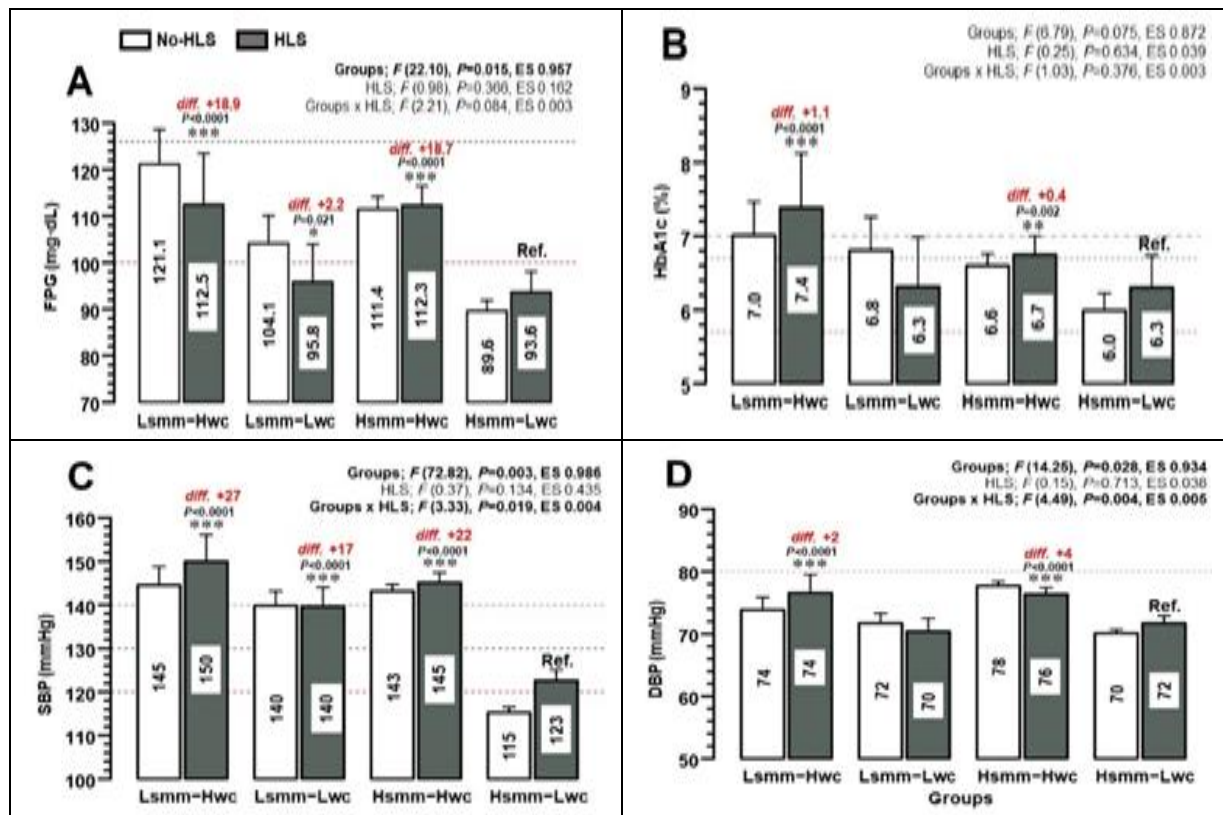 No-HLS HLS
A
Groups; F (22.10), P=0.015, ES 0.957
HLS; F (0.98), P=0.366, ES 0.162
Groups x HLS; F (2.21), P=0.084, ES 0.003
diff. +18.9
P<0.0001
***
diff. +2.2
P=0.021
*
diff. +18.7
P<0.0001
***
Ref.
FPG (mg-dL)
130
120
110
100
90
80
70
121.1
112.5
104.1
95.8
111.4
112.3
89.6
93.6
Lsmm=Hwc Lsmm=Lwc Hsmm=Hwc Hsmm=Lwc
B
Groups; F (6.79), P=0.075, ES 0.872
HLS, F (0.25), P=0.634, ES 0.039
Groups x HLS; F (1.03), P=0.376, ES 0.003
diff. +1.1
P<0.0001
***
diff. +0.4
P=0.002
**
Ref.
HbA1c (%)
9
8
7
6
5
7.0
7.4
6.8
6.3
6.6
6.7
6.0
6.3
Lsmm=Hwc Lsmm=Lwc Hsmm=Hwc Hsmm=Lwc
C
Groups; F (72.82), P=0.003, ES 0.986
HLS; F (0.37), P=0.134, ES 0.435
Groups x HLS; F (3.33), P=0.019, ES 0.004
diff. +27
P<0.0001
***
diff. +17
P<0.0001
***
diff. +22
P<0.0001
***
Ref.
SBP (mmHg)
160
150
140
130
120
110
100
145
150
140
140
143
145
115
123
Lsmm=Hwc Lsmm=Lwc Hsmm=Hwc Hsmm=Lwc
D
Groups; F (14.25), P=0.028, ES 0.934
HLS; F (0.15), P=0.713, ES 0.038
Groups x HLS; F (4.49), P=0.004, ES 0.005
diff. +2
P<0.0001
***
diff. +4
P<0.0001
***
Ref.
DBP (mmHg)
90
80
70
60
50
74
74
72
70
78
76
70
72
Lsmm=Hwc Lsmm=Lwc Hsmm=Hwc Hsmm=Lwc
Groups